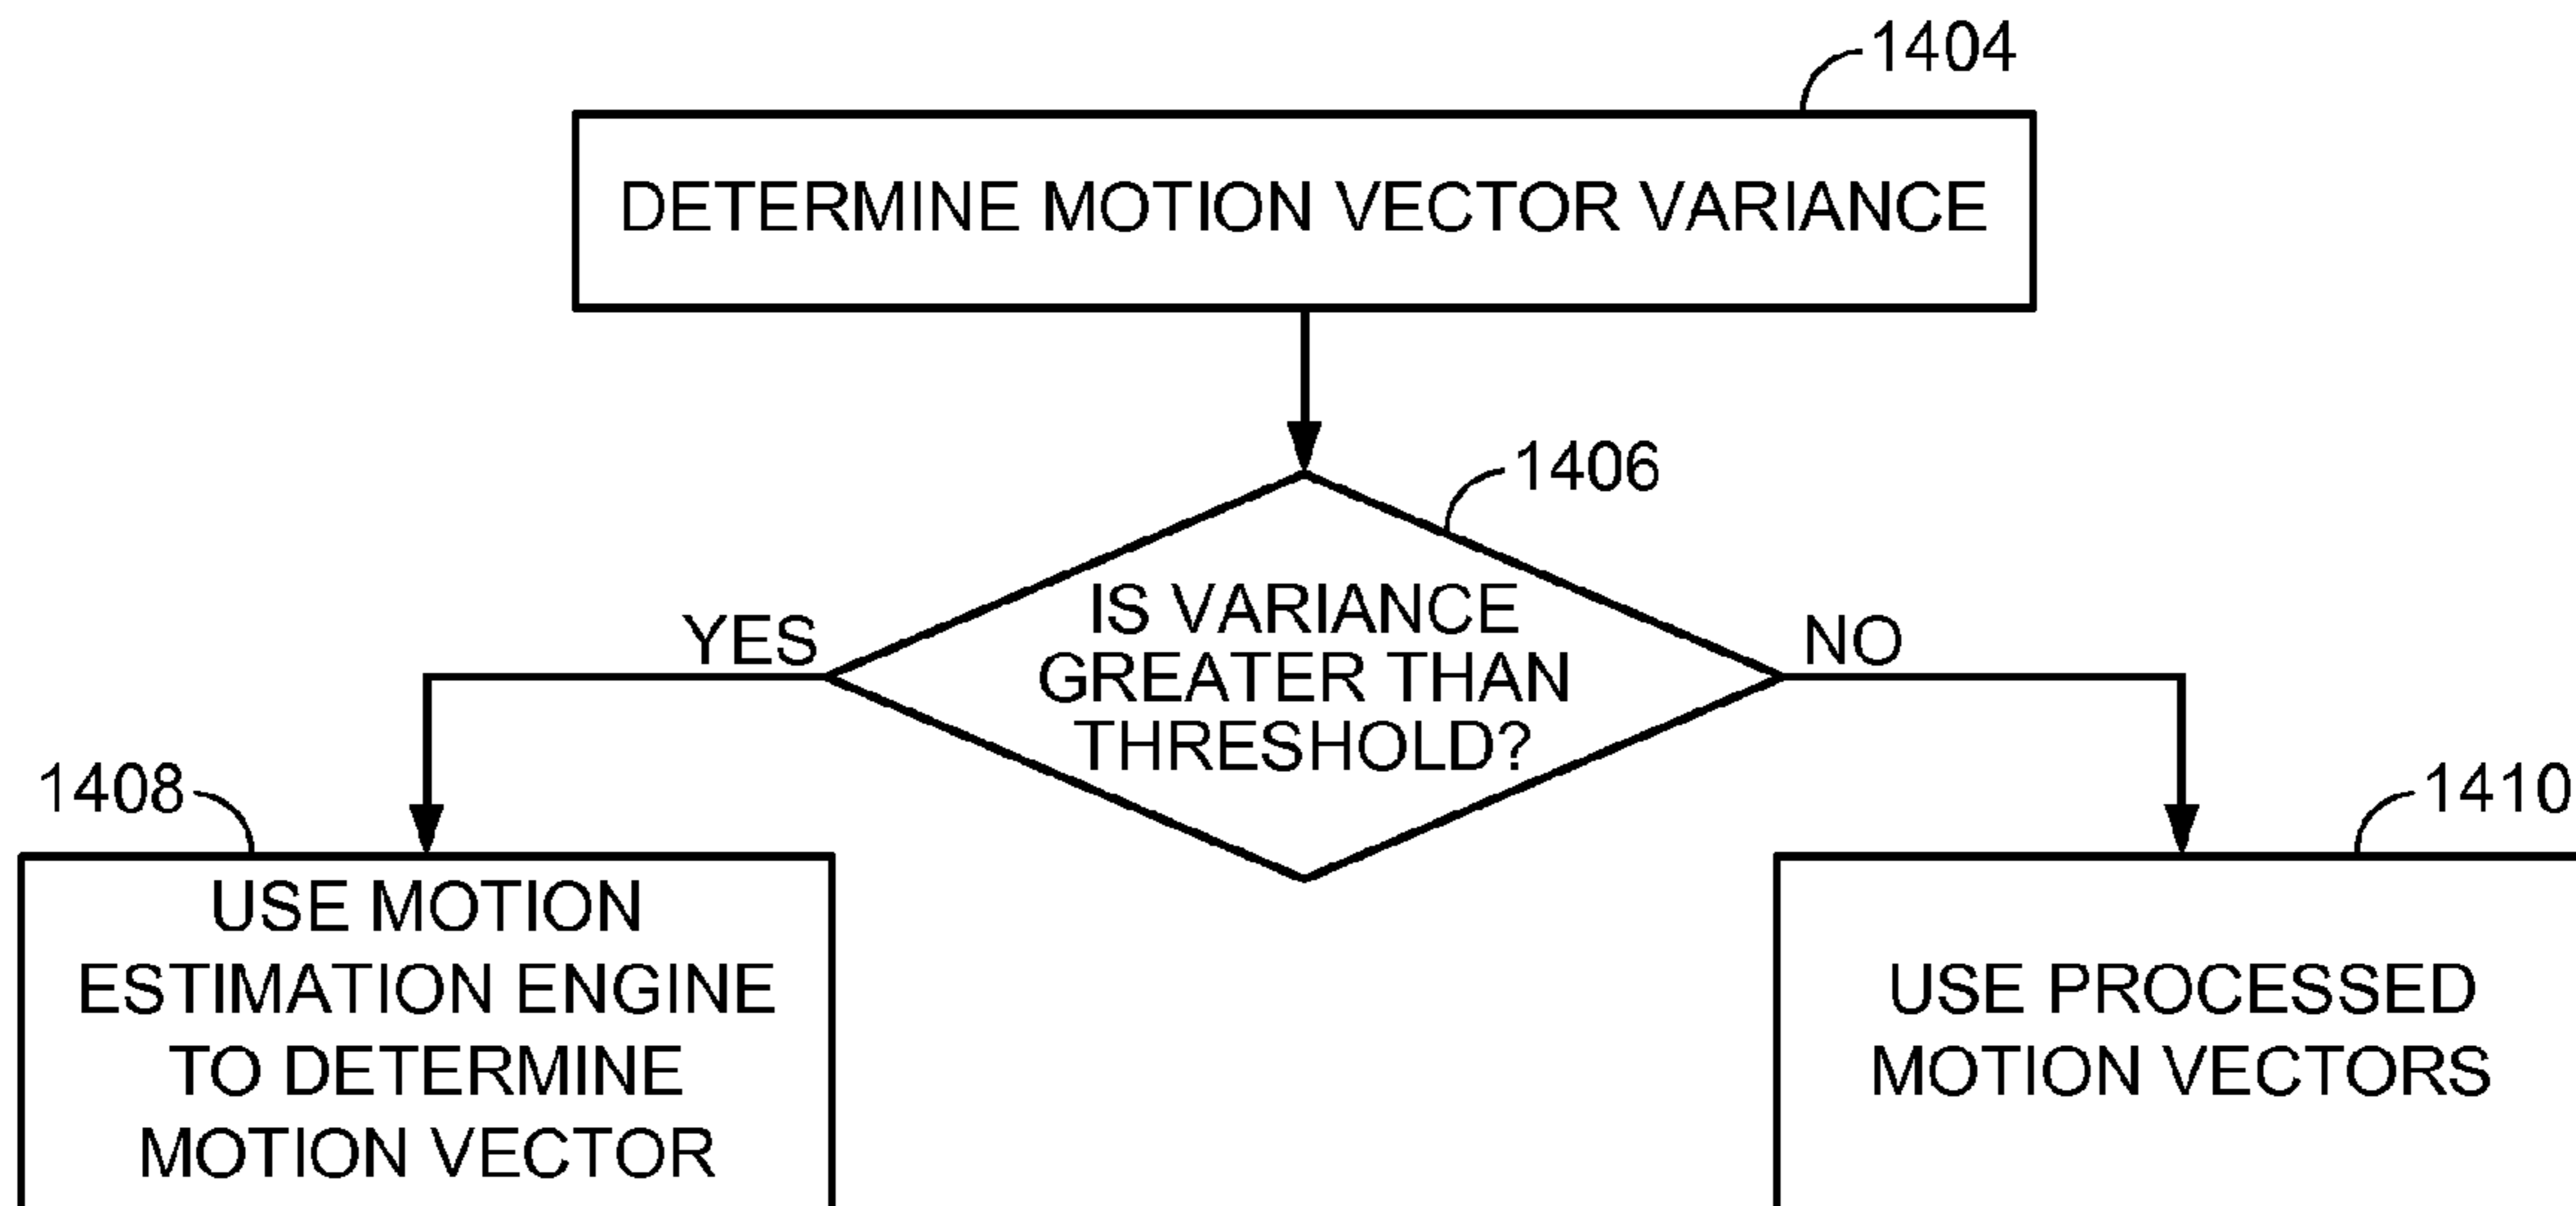 1404
DETERMINE MOTION VECTOR VARIANCE
1406
IS VARIANCE
GREATER THAN
THRESHOLD?
YES
NO
1408
USE MOTION
ESTIMATION ENGINE
TO DETERMINE
MOTION VECTOR
1410
USE PROCESSED
MOTION VECTORS